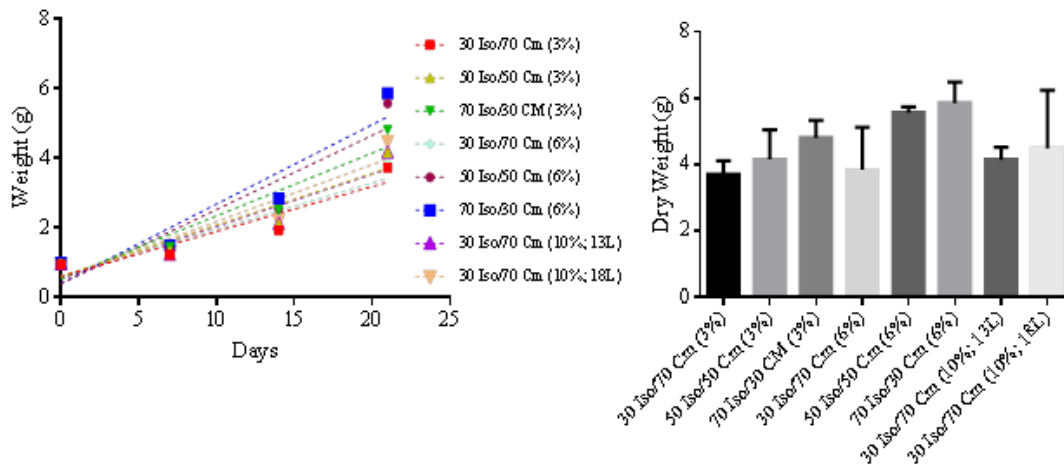 8
6
4
2
0
Weight (g)
0 5 10 15 20 25
Days
30 Iso/70 Cm (3%)
50 Iso/50 Cm (3%)
70 Iso/30 CM (3%)
30 Iso/70 Cm (6%)
50 Iso/50 Cm (6%)
70 Iso/30 Cm (6%)
30 Iso/70 Cm (10%; 13L)
30 Iso/70 Cm (10%; 18L)
8
6
4
2
0
Dry Weight (g)
30 Iso/70 Cm (3%)
50 Iso/50 Cm (3%)
70 Iso/30 CM (3%)
30 Iso/70 Cm (6%)
50 Iso/50 Cm (6%)
70 Iso/30 Cm (6%)
30 Iso/70 Cm (10%; 13L)
30 Iso/70 Cm (10%; 18L)